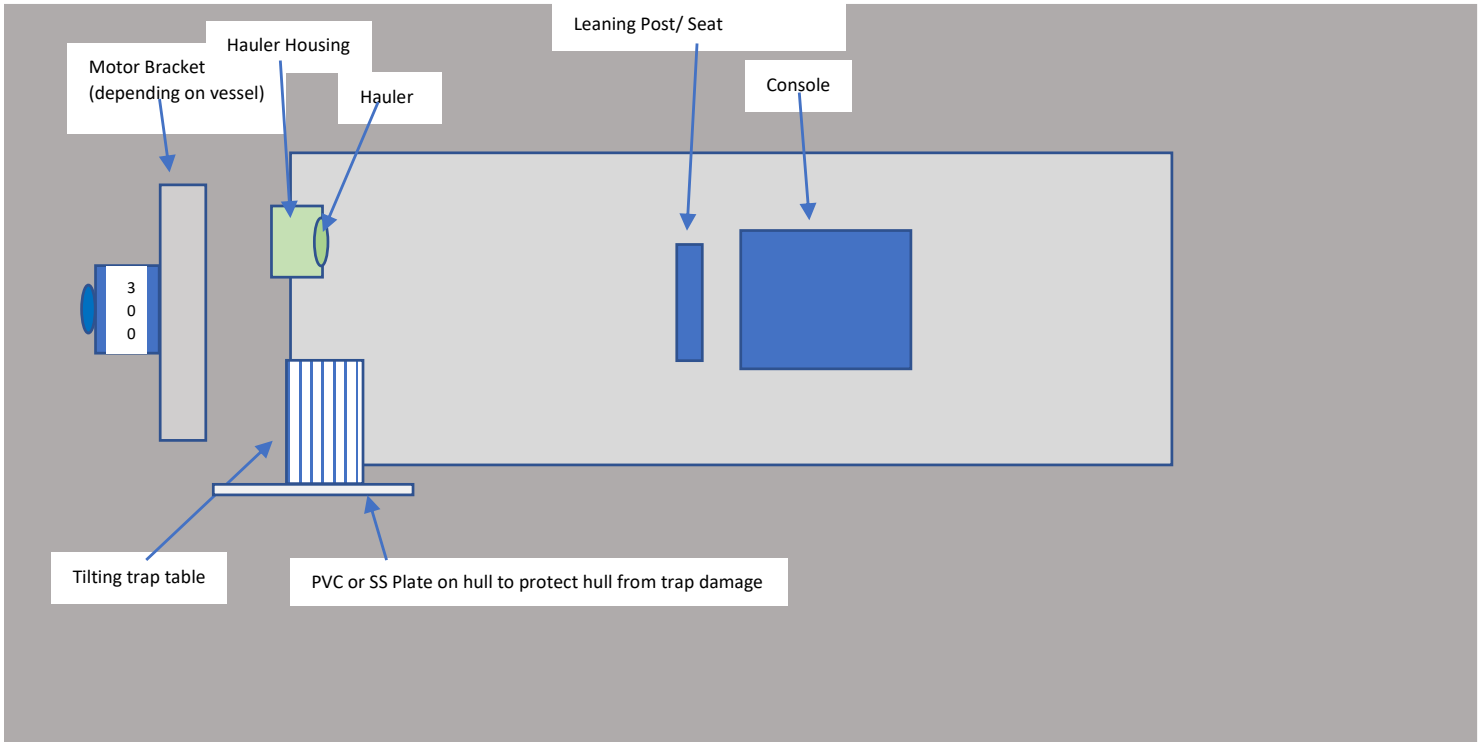 Leaning Post/ Seat
Hauler Housing
Motor Bracket
(depending on vessel)
Hauler
Console
3
0
0
Tilting trap table
PVC or SS Plate on hull to protect hull from trap damage